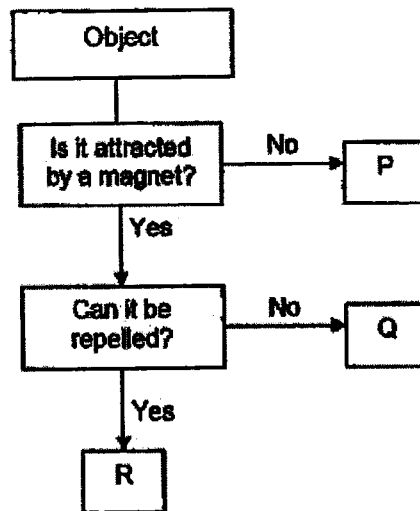 Object
Is it attracted
by a magnet?
No
P
Yes
Can it be
repelled?
No
Q
Yes
R